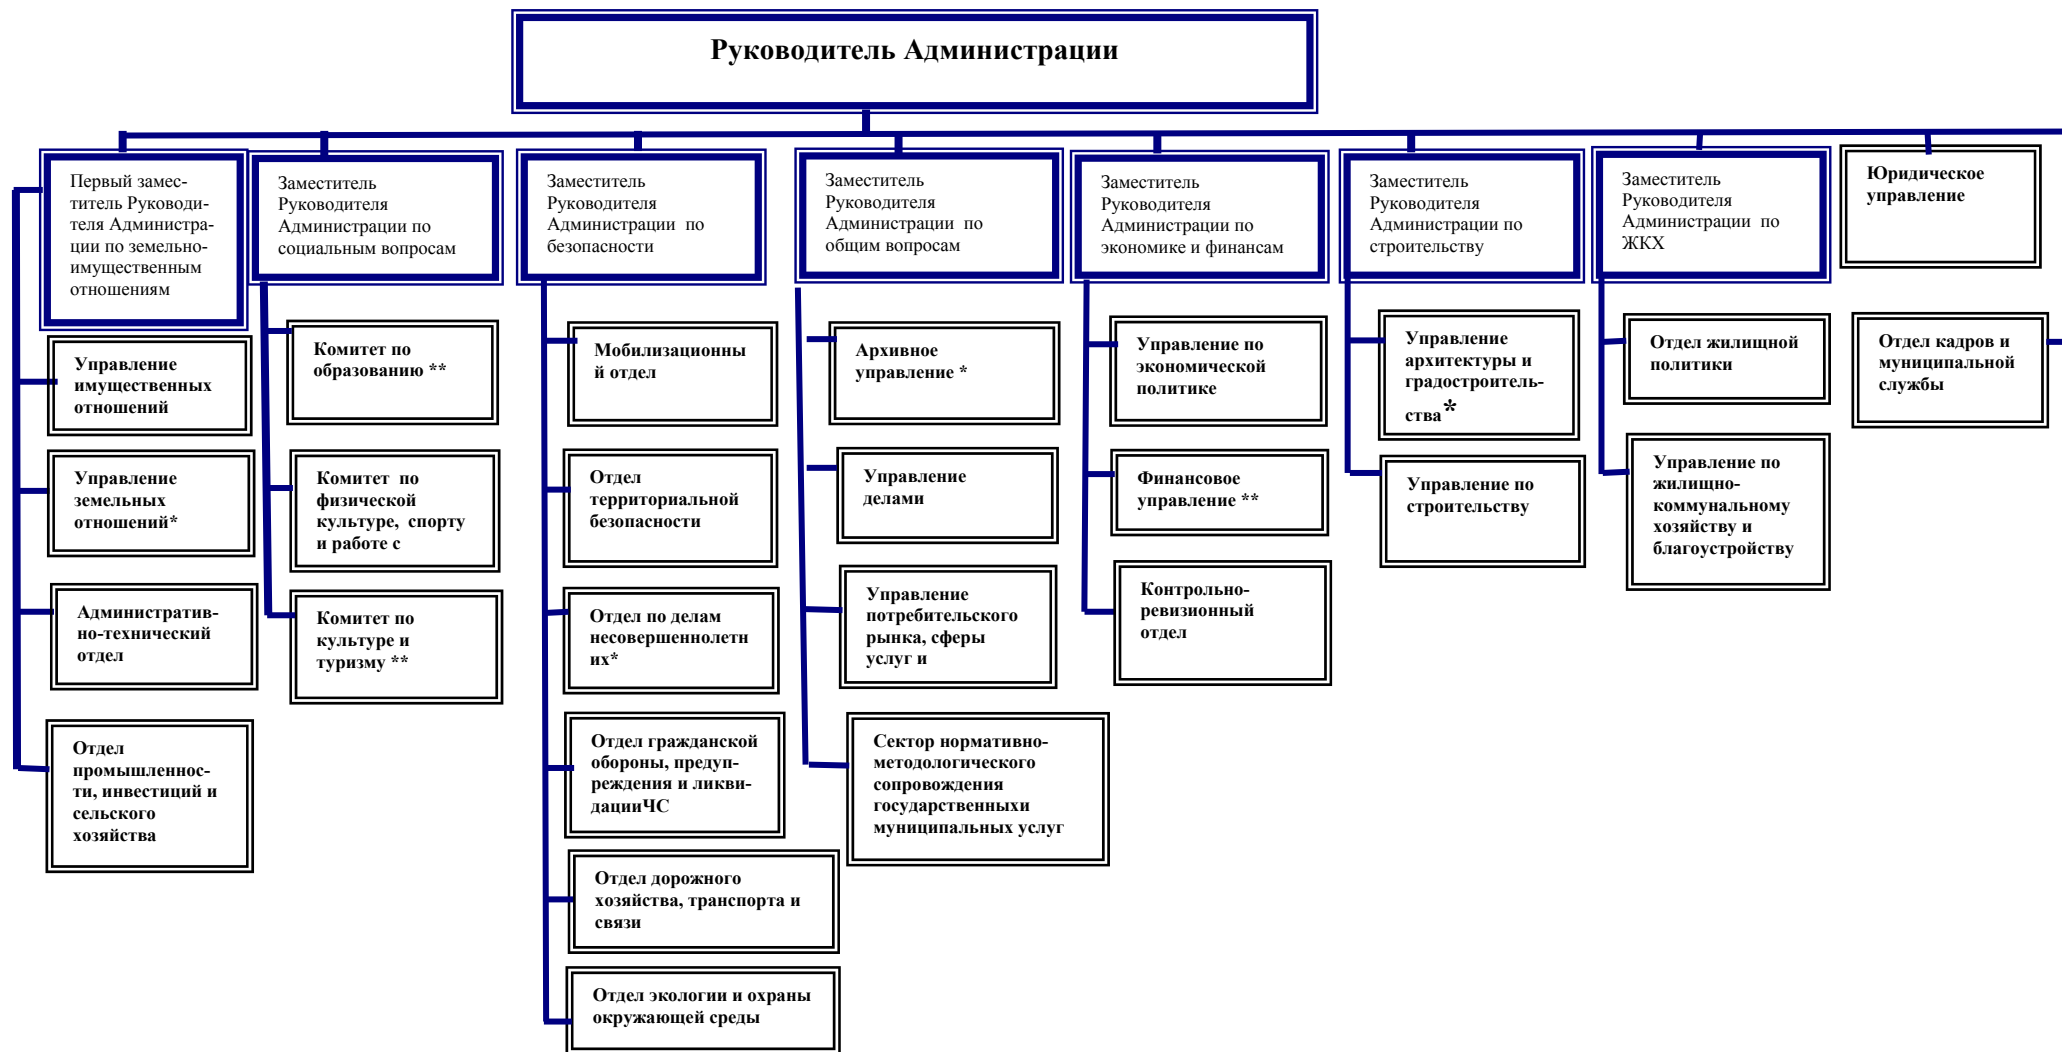 Руководитель Администрации
Первый замес-
титель Руководи-
теля Администра-
ции по земельно-
имущественным
отношениям
Управление
имущественных
отношений
Управление
земельных
отношений*
Административ-
но-технический
отдел
Отдел
промышленнос-
ти, инвестиций и
сельского
хозяйства
Заместитель
Руководителя
Администрации по
социальным вопросам
Комитет по
образованию **
Комитет по
физической
культуре, спорту
и работе с
Комитет по
культуре и
туризму **
Заместитель
Руководителя
Администрации по
безопасности
Мобилизационны
й отдел
Отдел
территориальной
безопасности
Отдел по делам
несовершеннолетн
их*
Отдел гражданской
обороны, предуп-
реждения и ликви-
дацииЧС
Отдел дорожного
хозяйства, транспорта и
связи
Отдел экологии и охраны
окружающей среды
Заместитель
Руководителя
Администрации по
общим вопросам
Архивное
управление *
Управление
делами
Управление
потребительского
рынка, сферы
услуг и
Сектор нормативно-
методологического
сопровождения
государственныхи
муниципальных услуг
Заместитель
Руководителя
Администрации по
экономике и финансам
Управление по
экономической
политике
Финансовое
управление **
Контрольно-
ревизионный
отдел
Заместитель
Руководителя
Администрации по
строительству
Управление
архитектуры и
градостроитель-
ства*
Управление по
строительству
Заместитель
Руководителя
Администрации по
ЖКХ
Отдел жилищной
политики
Управление по
жилищно-
коммунальному
хозяйству и
благоустройству
Юридическое
управление
Отдел кадров и
муниципальной
службы